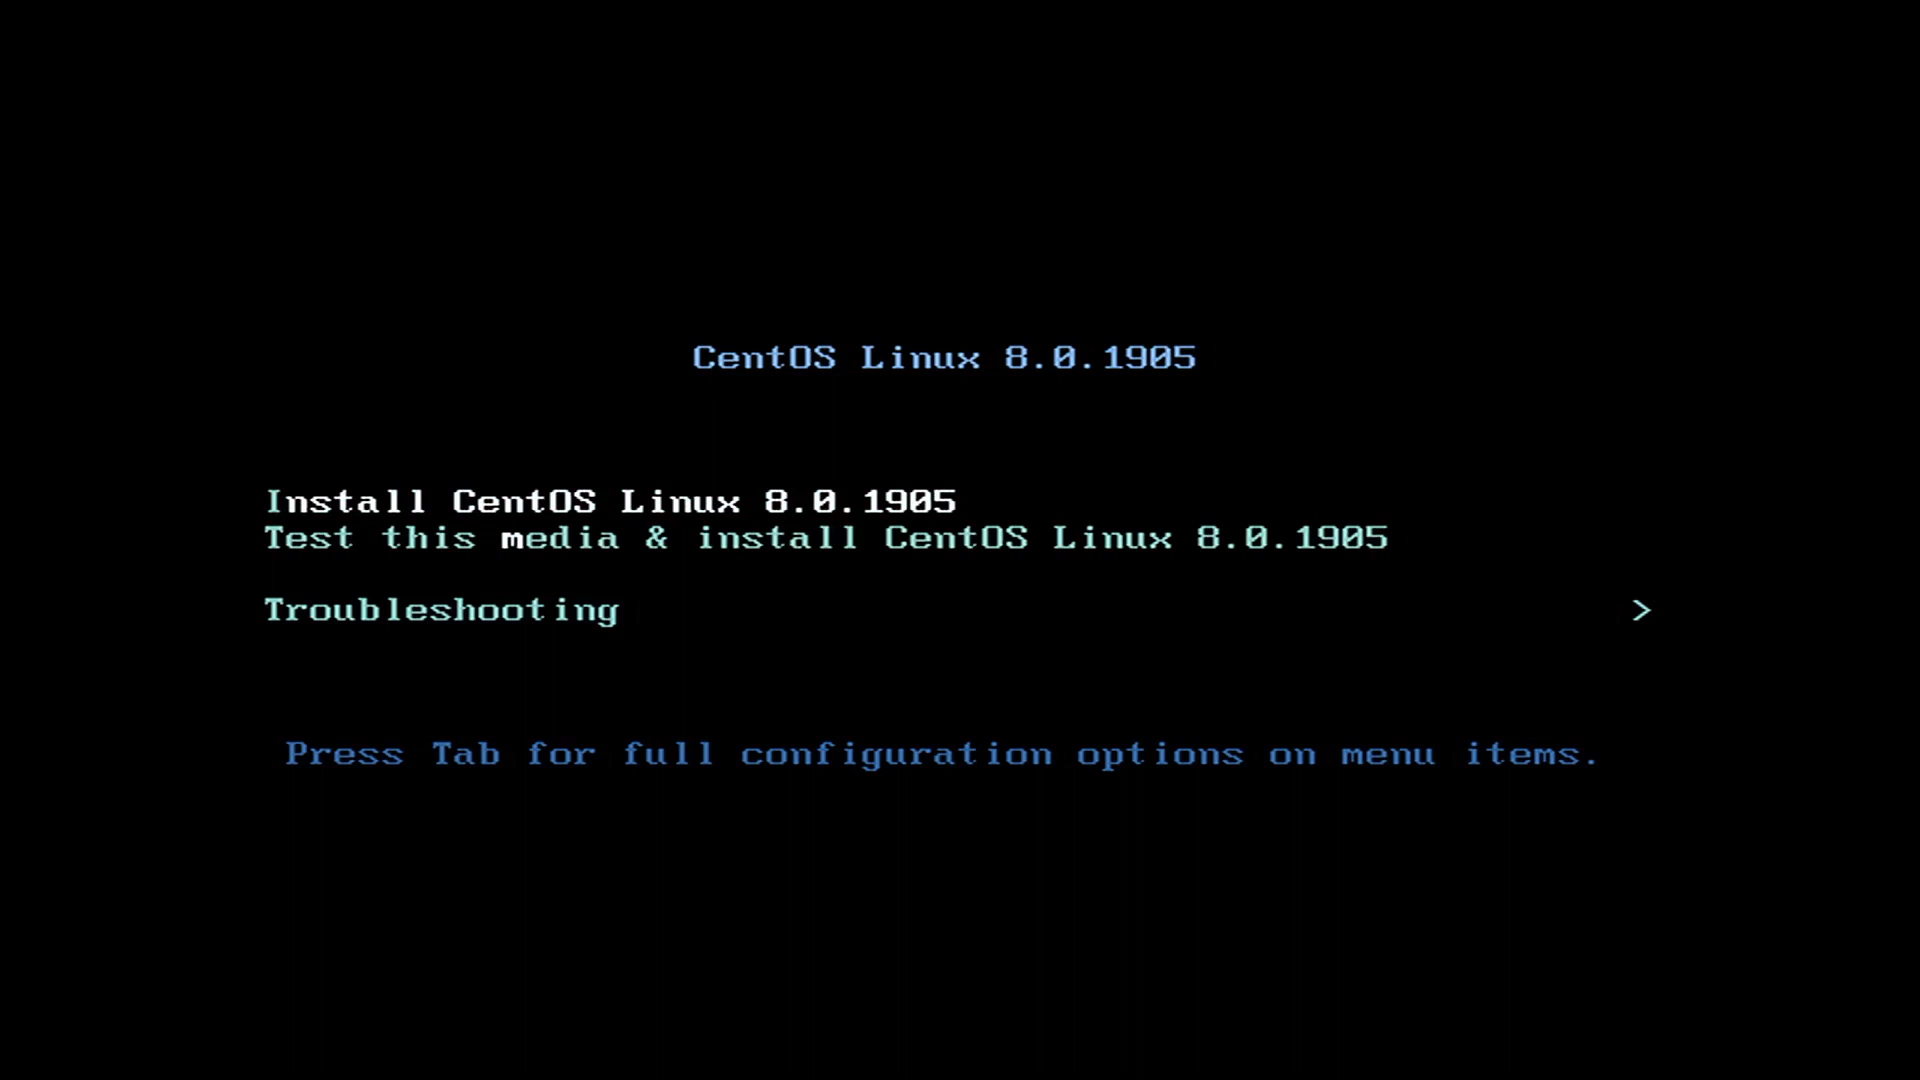 CentOS Linux 8.0.1905
Install CentOS Linux 8.0.1905
Test this media & install CentOS Linux 8.0.1905
Troubleshooting >
Press Tab for full configuration options on menu items.